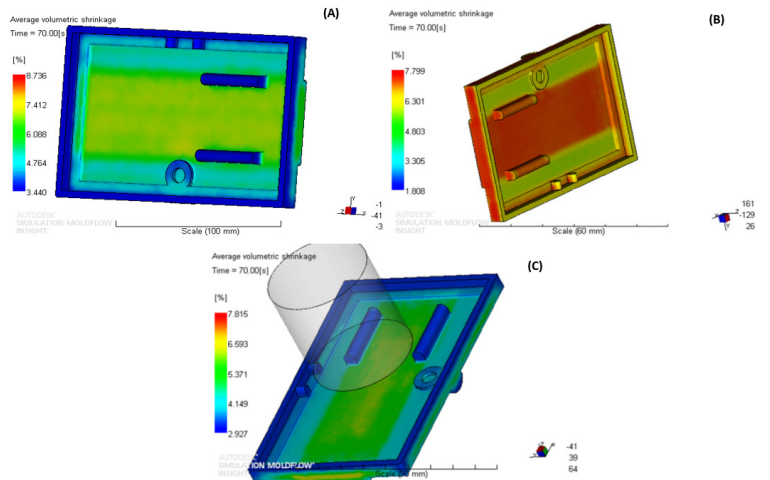 (A)
Average volumetric shrinkage
Time = 70.00[s]
[%]
8.736
7.412
6.088
4.764
3.440
AUTODESK
SIMULATION MOLDFLOW
INSIGHT
Scale (100 mm)
Z X
Y
-1
-41
-3
(B)
Average volumetric shrinkage
Time = 70.00[s]
[%]
7.799
6.301
4.803
3.305
1.808
AUTODESK
SIMULATION MOLDFLOW
INSIGHT
Scale (60 mm)
Y
161
-129
26
(C)
Average volumetric shrinkage
Time = 70.00[s]
[%]
7.815
6.593
5.371
4.149
2.927
AUTODESK
SIMULATION MOLDFLOW
INSIGHT
Scale mm)
-41
39
64